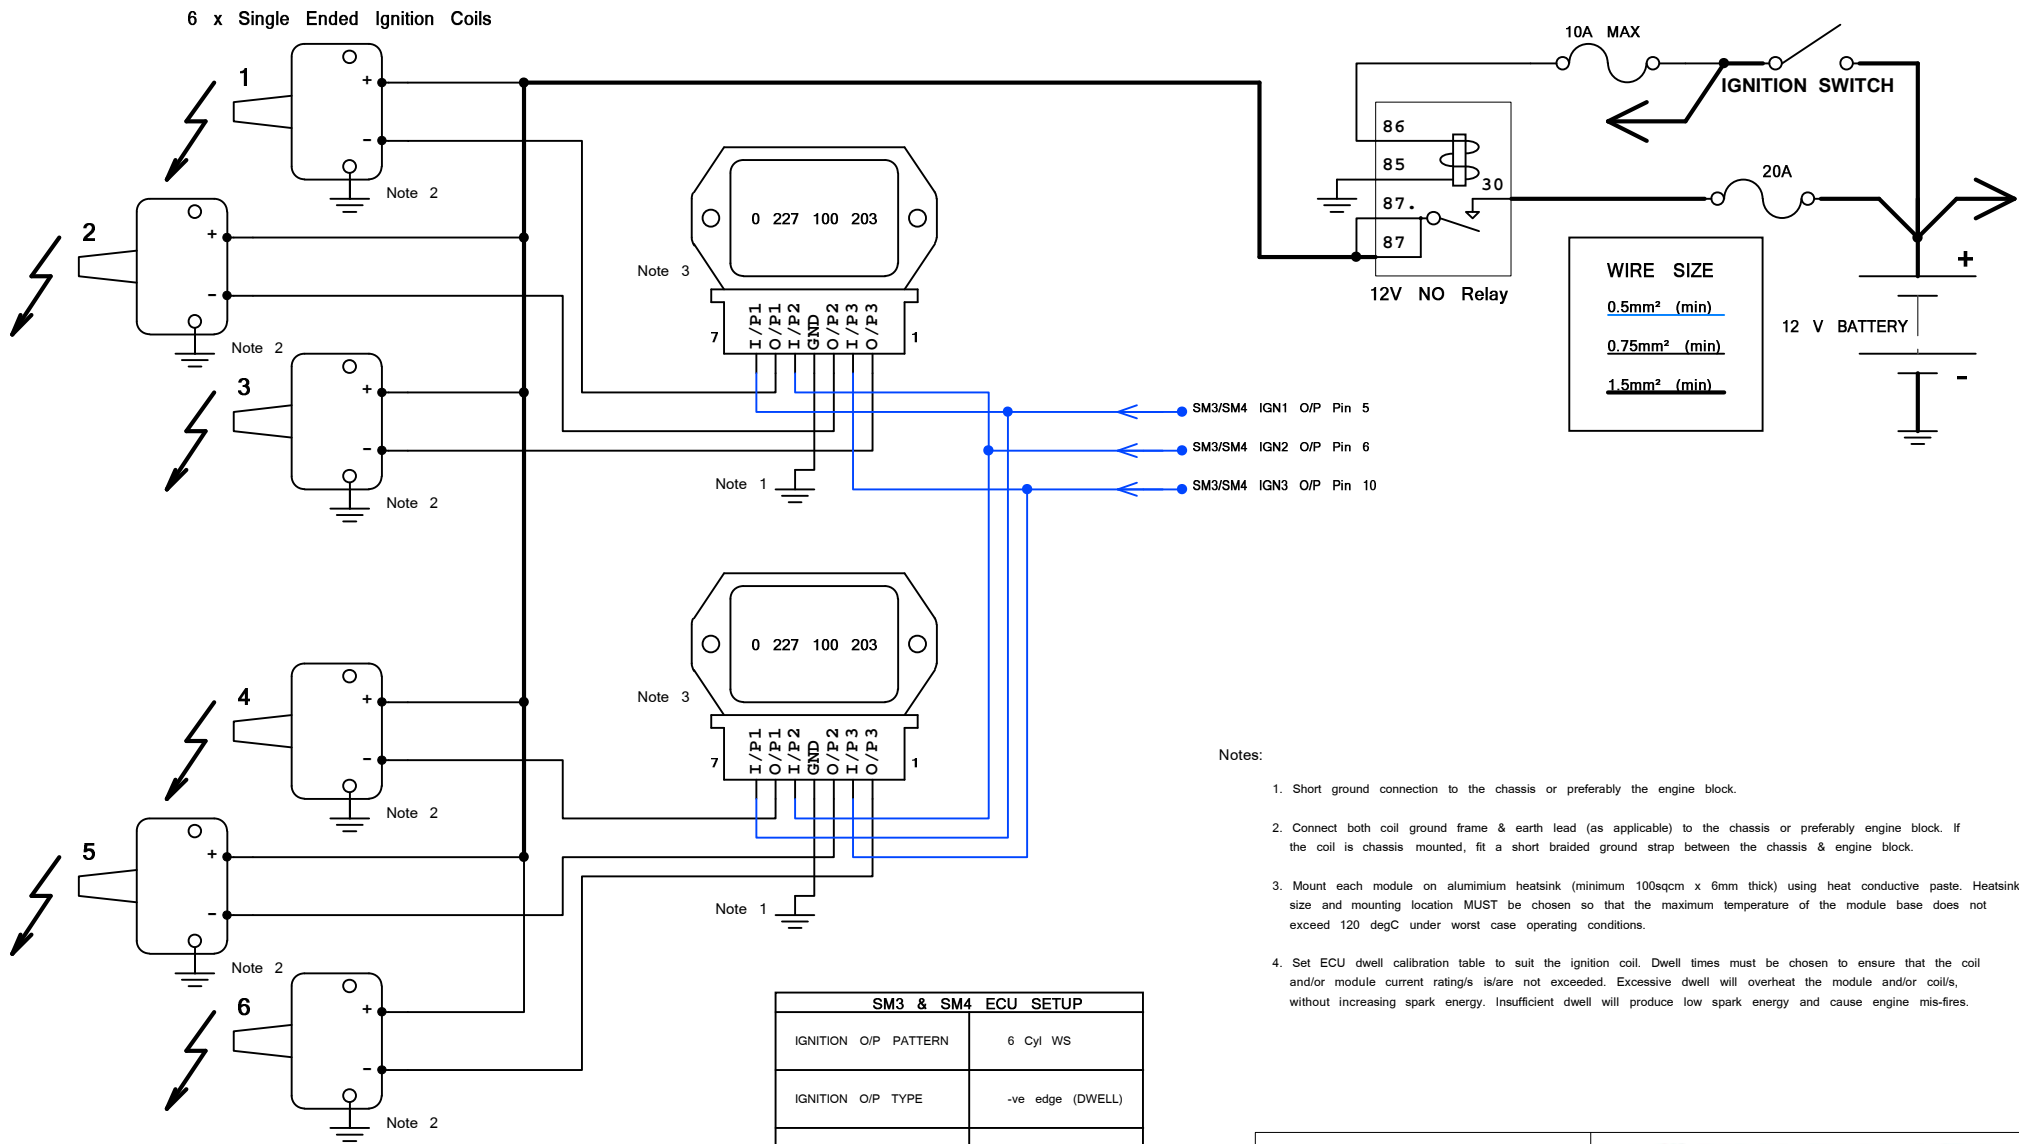 6 x Single Ended Ignition Coils
1
+
-
Note 2
2
+
-
Note 2
3
+
-
Note 2
4
+
-
Note 2
5
+
-
Note 2
6
+
-
Note 2
0 227 100 203
Note 3
7
I/P1
O/P1
I/P2
GND
O/P2
I/P3
O/P3
1
Note 1
0 227 100 203
Note 3
7
I/P1
O/P1
I/P2
GND
O/P2
I/P3
O/P3
1
Note 1
SM3/SM4 IGN1 O/P Pin 5
SM3/SM4 IGN2 O/P Pin 6
SM3/SM4 IGN3 O/P Pin 10
10A MAX
IGNITION SWITCH
86
85
30
87.
87
12V NO Relay
20A
WIRE SIZE
0.5mm² (min)
0.75mm² (min)
1.5mm² (min)
+
12 V BATTERY
-
Notes:
1. Short ground connection to the chassis or preferably the engine block.
2. Connect both coil ground frame & earth lead (as applicable) to the chassis or preferably engine block. If
the coil is chassis mounted, fit a short braided ground strap between the chassis & engine block.
3. Mount each module on alumimium heatsink (minimum 100sqcm x 6mm thick) using heat conductive paste. Heatsink
size and mounting location MUST be chosen so that the maximum temperature of the module base does not
exceed 120 degC under worst case operating conditions.
4. Set ECU dwell calibration table to suit the ignition coil. Dwell times must be chosen to ensure that the coil
and/or module current rating/s is/are not exceeded. Excessive dwell will overheat the module and/or coil/s,
without increasing spark energy. Insufficient dwell will produce low spark energy and cause engine mis-fires.
SM3 & SM4 ECU SETUP
IGNITION O/P PATTERN 6 Cyl WS
IGNITION O/P TYPE -ve edge (DWELL)